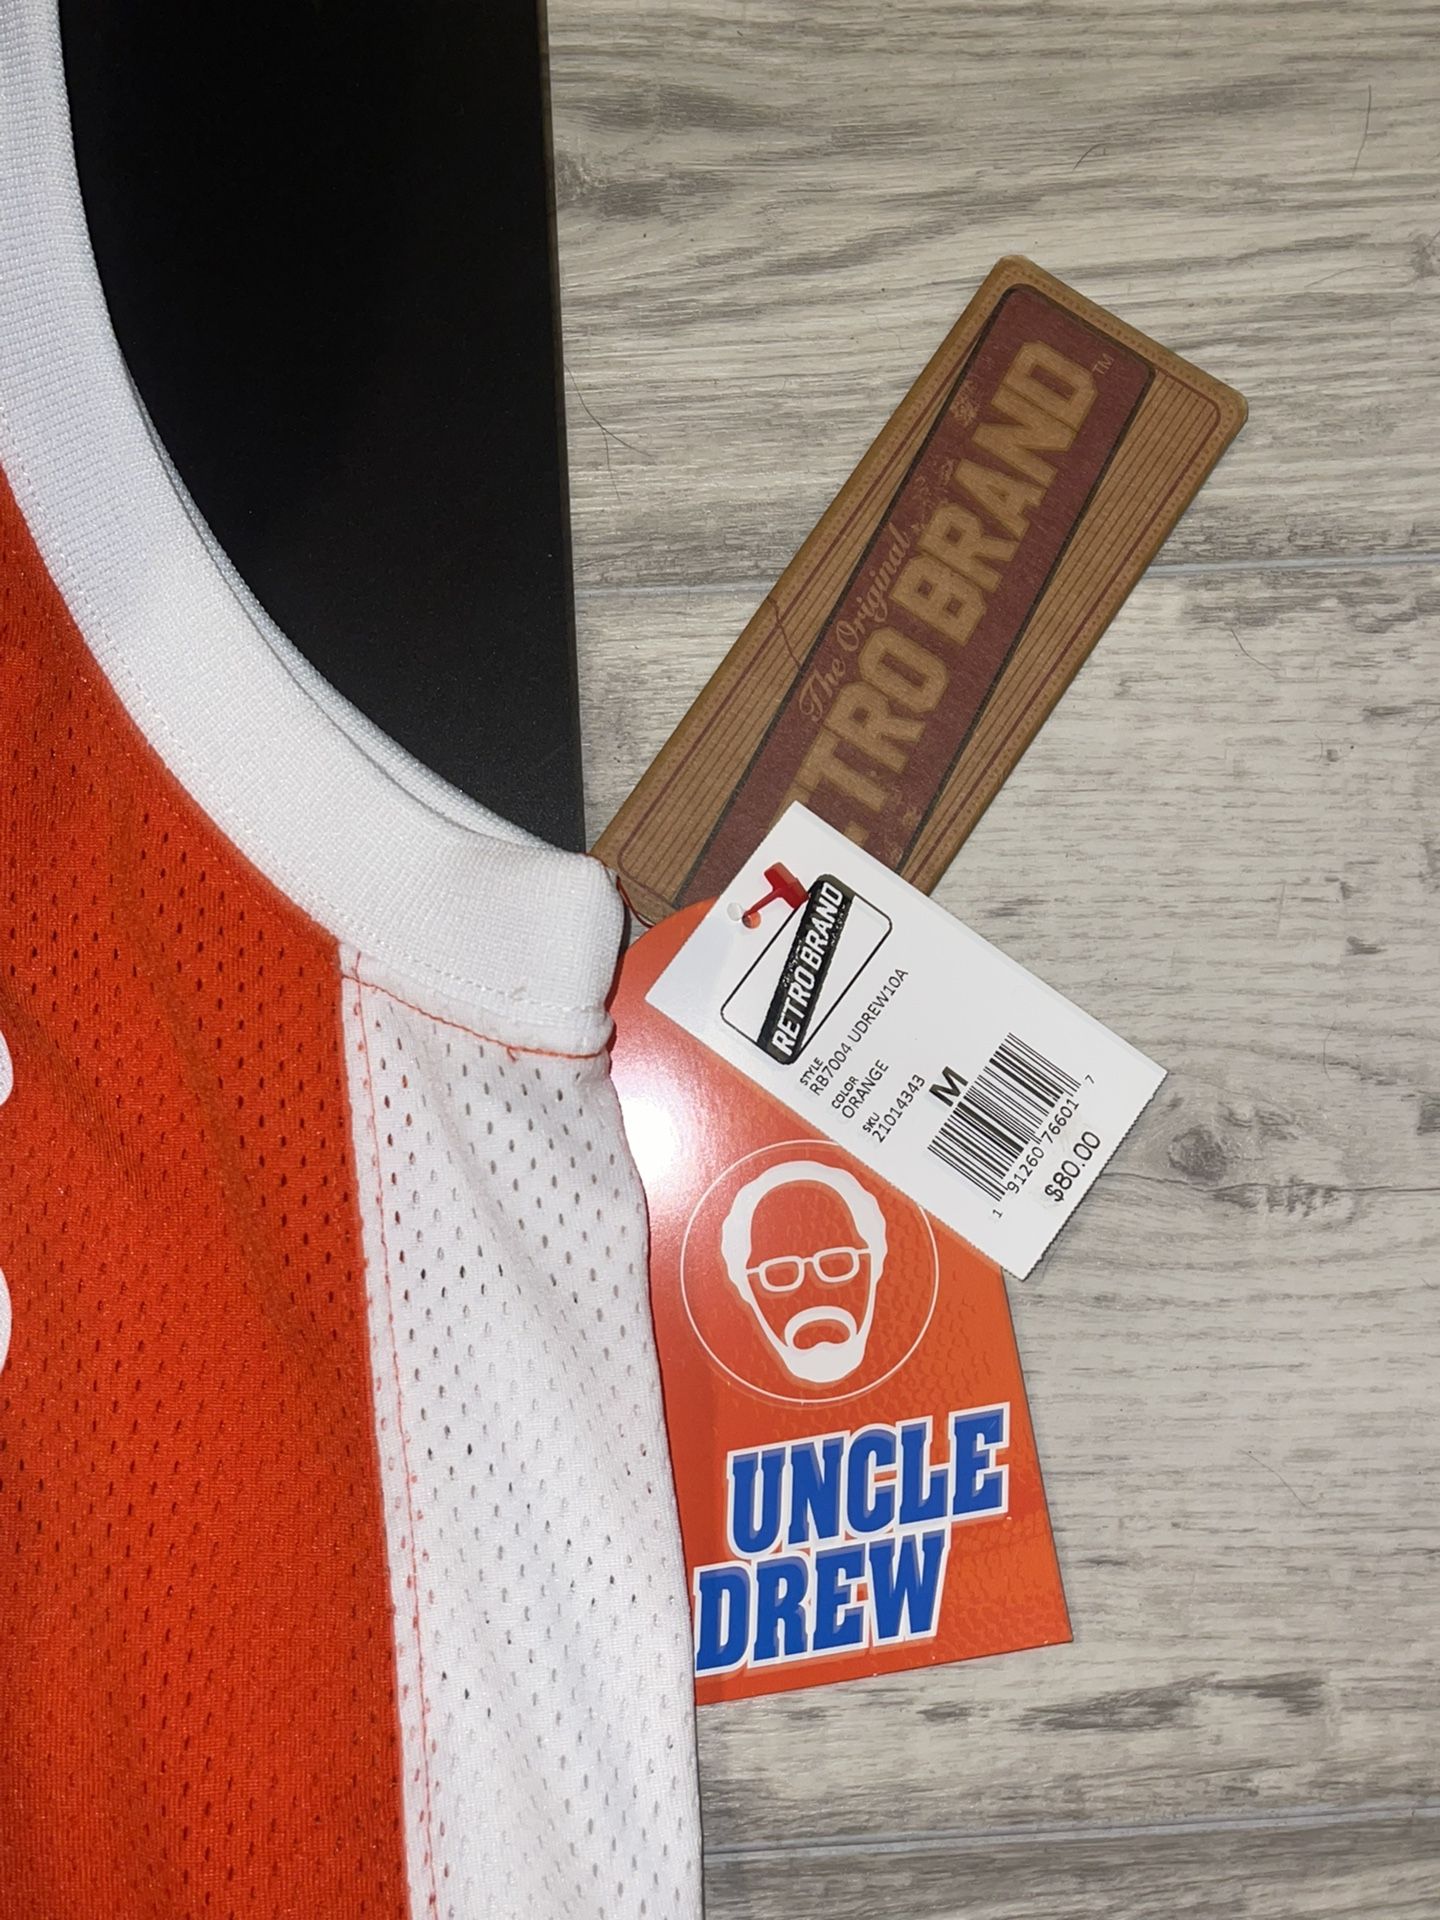 The Original
TRO BRAND™
RETRO BRAND
STYLE
RB7004 UDREW10A
COLOR
ORANGE
SKU
21014343
M
1 91260 76601 7
$80.00
UNCLE
DREW